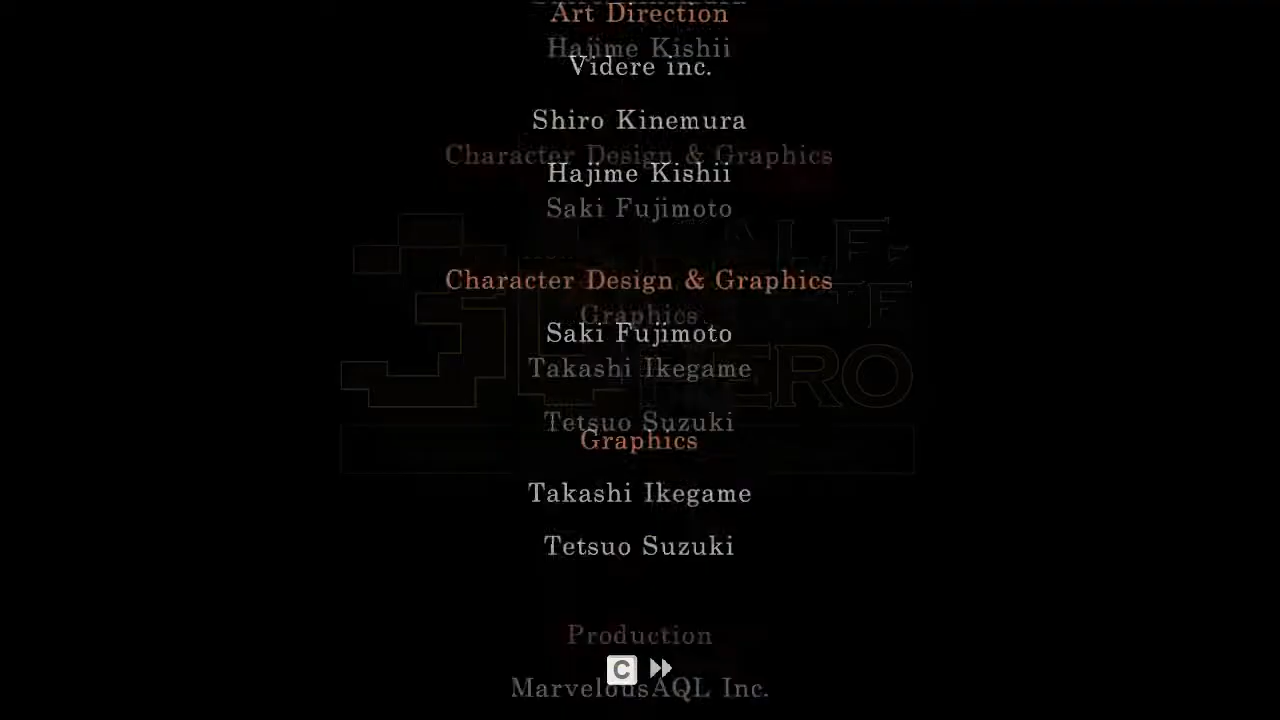 Art Direction
Hajime Kishii
Videre inc.
Shiro Kinemura
Character Design & Graphics
Hajime Kishii
Saki Fujimoto
Character Design & Graphics
Graphics
Saki Fujimoto
Takashi Ikegame
HERO
Tetsuo Suzuki
Graphics
Takashi Ikegame
Tetsuo Suzuki
Production
C
MarvelousAQL Inc.